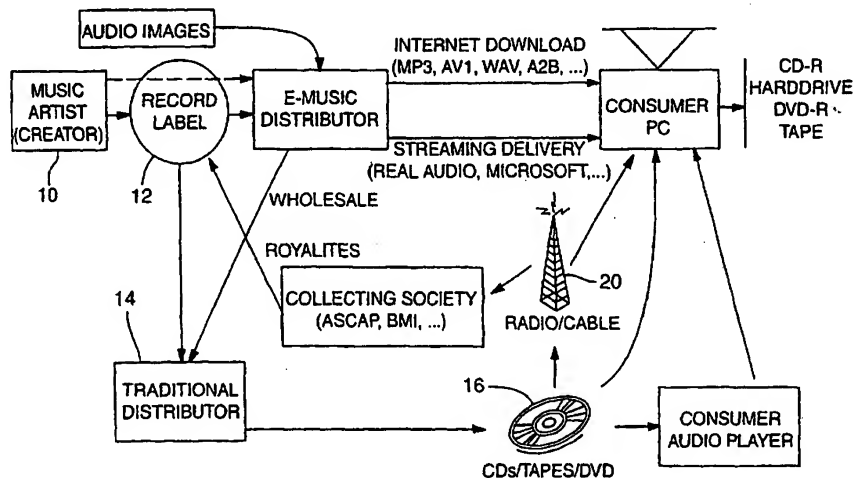 AUDIO IMAGES
INTERNET DOWNLOAD
(MP3, AV1, WAV, A2B, ...)
CD-R
HARDDRIVE
DVD-R
TAPE
MUSIC
ARTIST
(CREATOR)
RECORD
LABEL
E-MUSIC
DISTRIBUTOR
CONSUMER
PC
STREAMING DELIVERY
(REAL AUDIO, MICROSOFT,...)
10
12
WHOLESALE
ROYALITES
COLLECTING SOCIETY
(ASCAP, BMI, ...)
20
RADIO/CABLE
14
TRADITIONAL
DISTRIBUTOR
16
CDs/TAPES/DVD
CONSUMER
AUDIO PLAYER